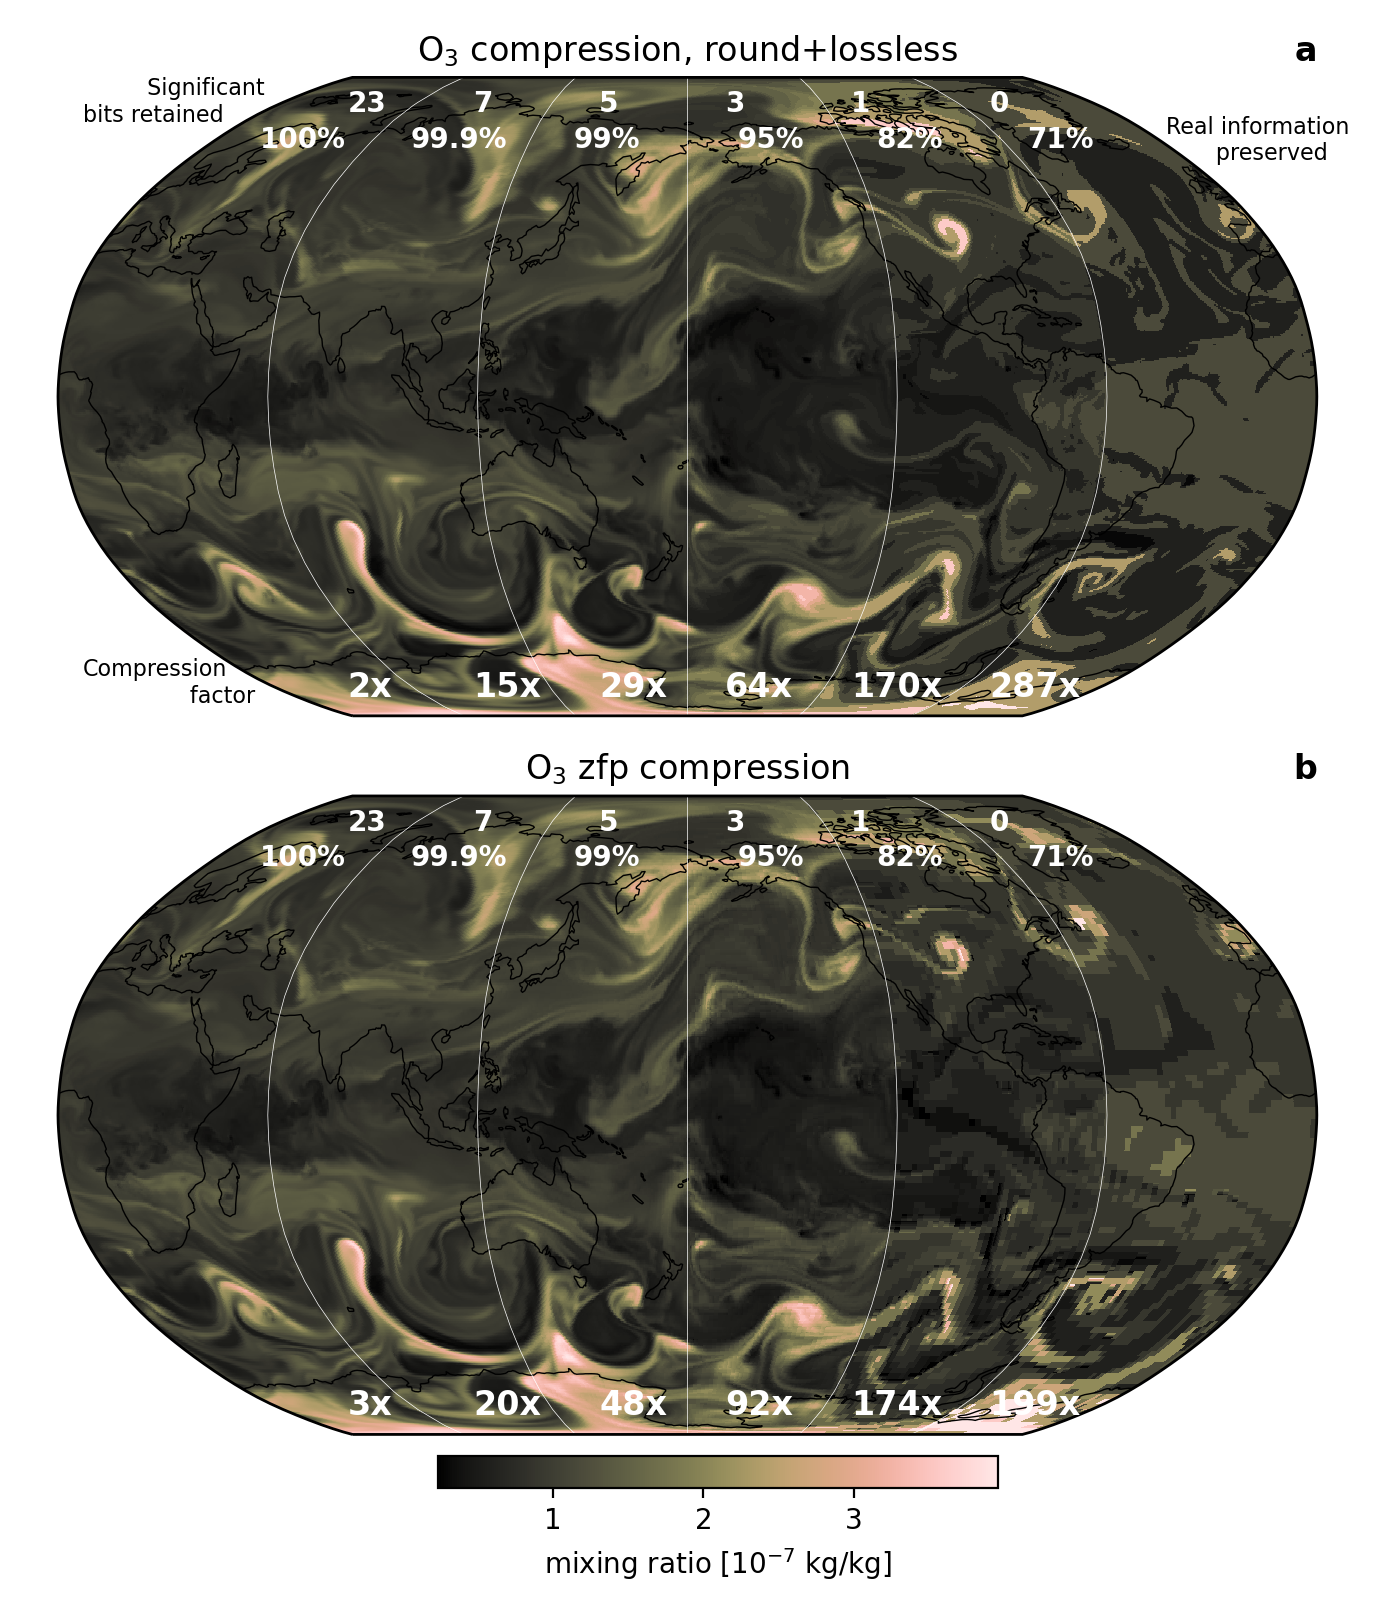 O₃ compression, round+lossless a
Significant
bits retained
23 7 5 3 1 0
100% 99.9% 99% 95% 82% 71%
Real information
preserved
Compression
factor
2x 15x 29x 64x 170x 287x
O₃ zfp compression b
23 7 5 3 1 0
100% 99.9% 99% 95% 82% 71%
3x 20x 48x 92x 174x 199x
1 2 3
mixing ratio [10⁻⁷ kg/kg]